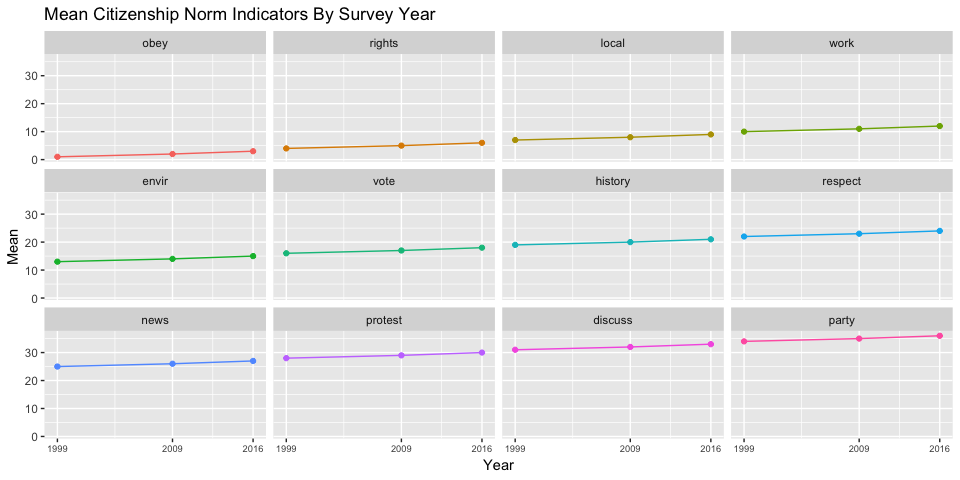 Mean Citizenship Norm Indicators By Survey Year
obey rights local work
30
20
10
0
envir vote history respect
30
20
10
0
news protest discuss party
30
20
10
0
1999 2009 2016 1999 2009 2016 1999 2009 2016 1999 2009 2016
Mean
Year